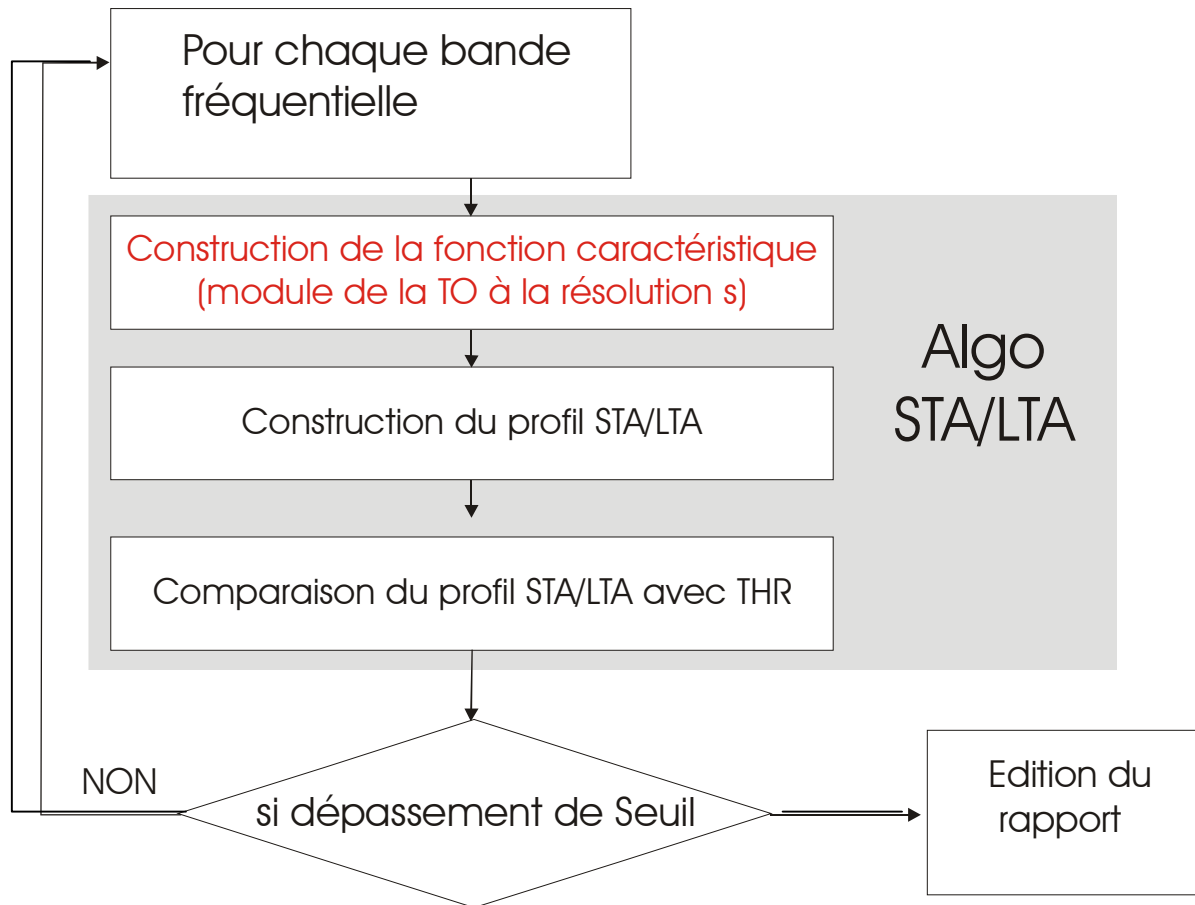 Pour chaque bande
fréquentielle
Construction de la fonction caractéristique
(module de la TO à la résolution s)
Algo
STA/LTA
Construction du profil STA/LTA
Comparaison du profil STA/LTA avec THR
NON
si dépassement de Seuil
Edition du
rapport